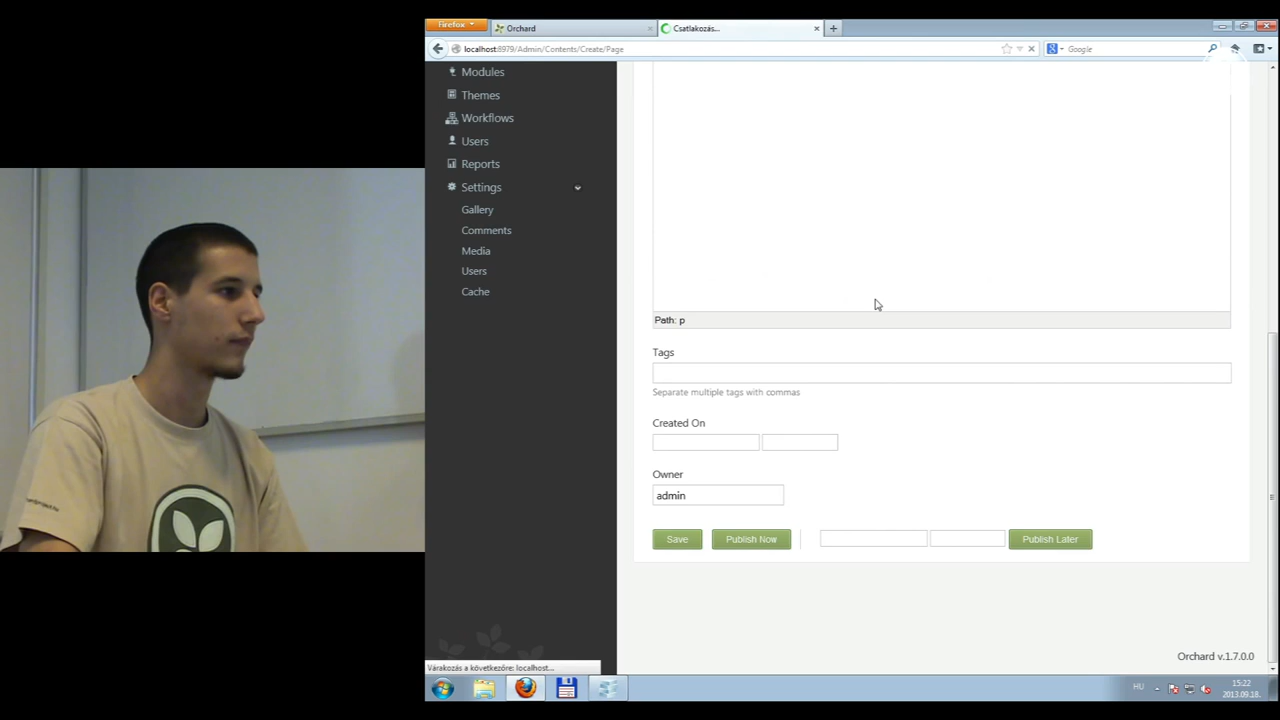 Firefox
Orchard
Csatlakozás...
localhost:8979/Admin/Contents/Create/Page
Google
Modules
Themes
Workflows
Users
Reports
Settings
Gallery
Comments
Media
Users
Cache
Path: p
Tags
Separate multiple tags with commas
Created On
Owner
admin
Save
Publish Now
Publish Later
Orchard v.1.7.0.0
Várakozás a következőre: localhost...
HU
15:22
2013.09.18.